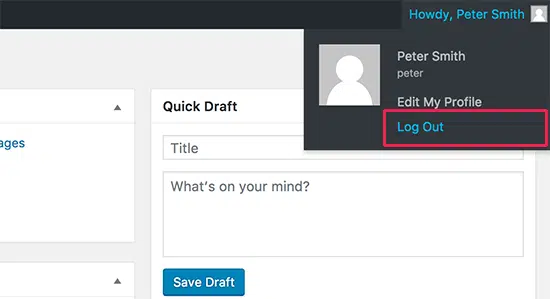 Howdy, Peter Smith
Peter Smith
peter
Edit My Profile
Log Out
Quick Draft
ages
Title
What's on your mind?
Save Draft